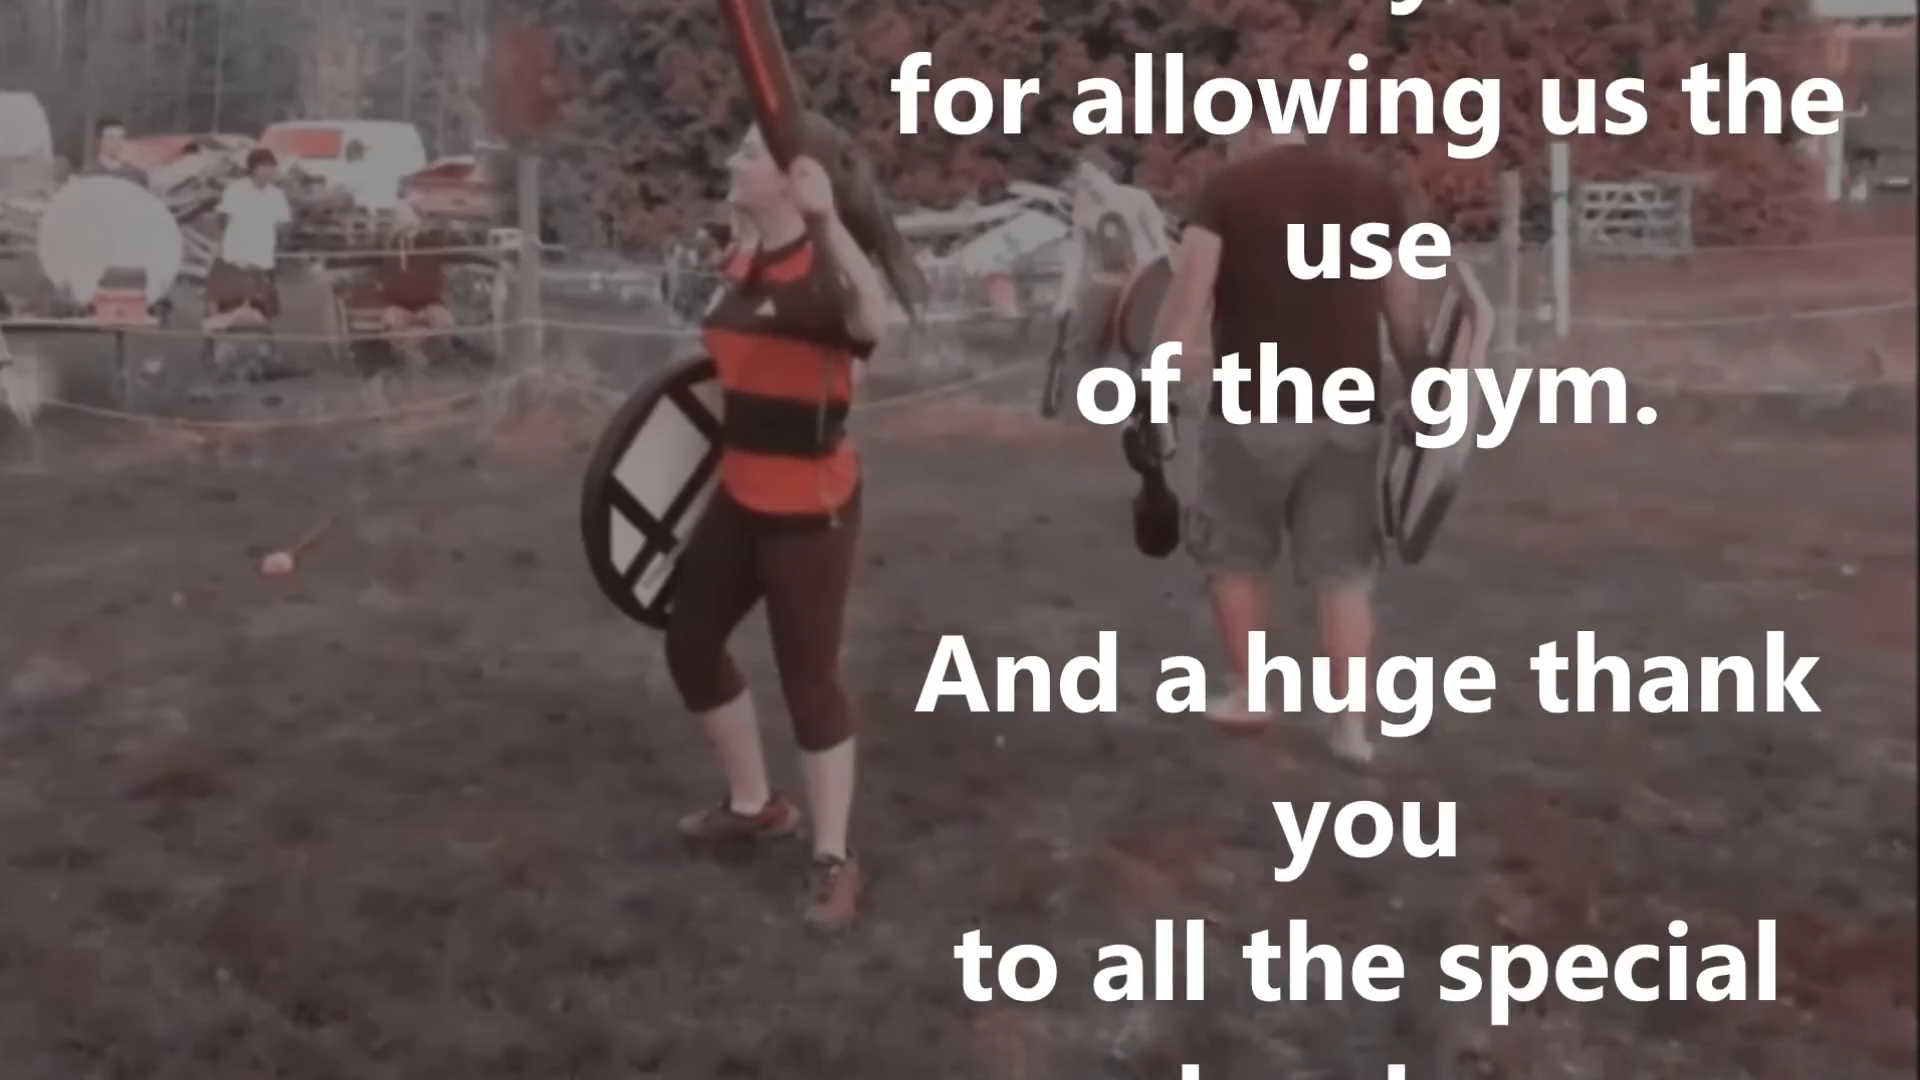 for allowing us the
use
of the gym.
And a huge thank
you
to all the special